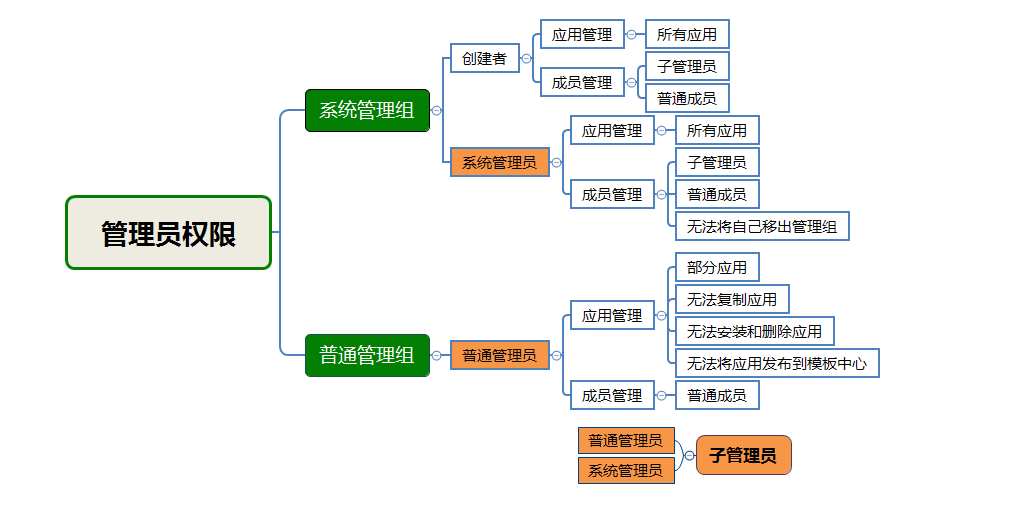 管理员权限
系统管理组
创建者
应用管理
所有应用
成员管理
子管理员
普通成员
系统管理员
应用管理
所有应用
成员管理
子管理员
普通成员
无法将自己移出管理组
普通管理组
普通管理员
应用管理
部分应用
无法复制应用
无法安装和删除应用
无法将应用发布到模板中心
成员管理
普通成员
子管理员
普通管理员
系统管理员